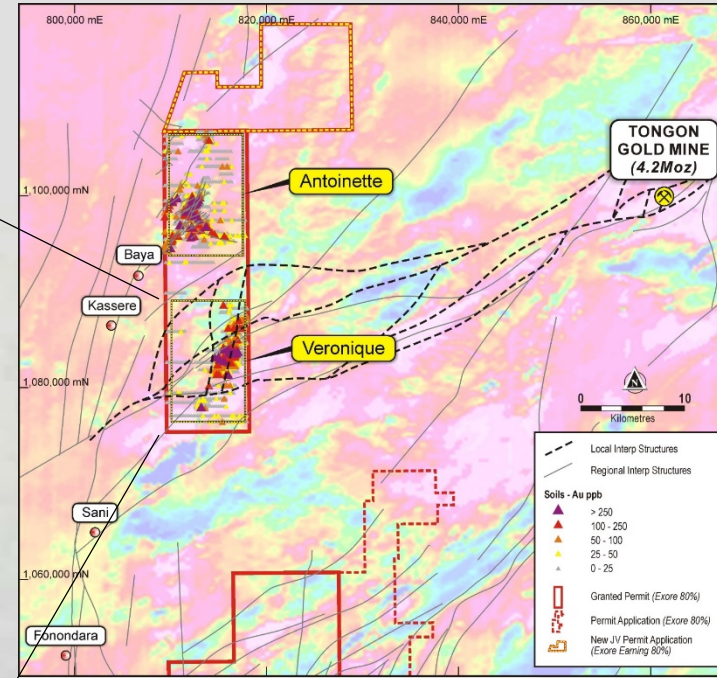 800,000 mE
820,000 mE
840,000 mE
860,000 mE
TONGON
GOLD MINE
(4.2Moz)
Antoinette
1,100,000 mN
Baya
Kassere
Veronique
1,080,000 mN
N
0 10
Kilometres
Local Interp Structures
Regional Interp Structures
Soils - Au ppb
> 250
100 - 250
50 - 100
25 - 50
0 - 25
Granted Permit (Exore 80%)
Permit Application (Exore 80%)
New JV Permit Application
(Exore Earning 80%)
Sani
1,060,000 mN
Fonondara